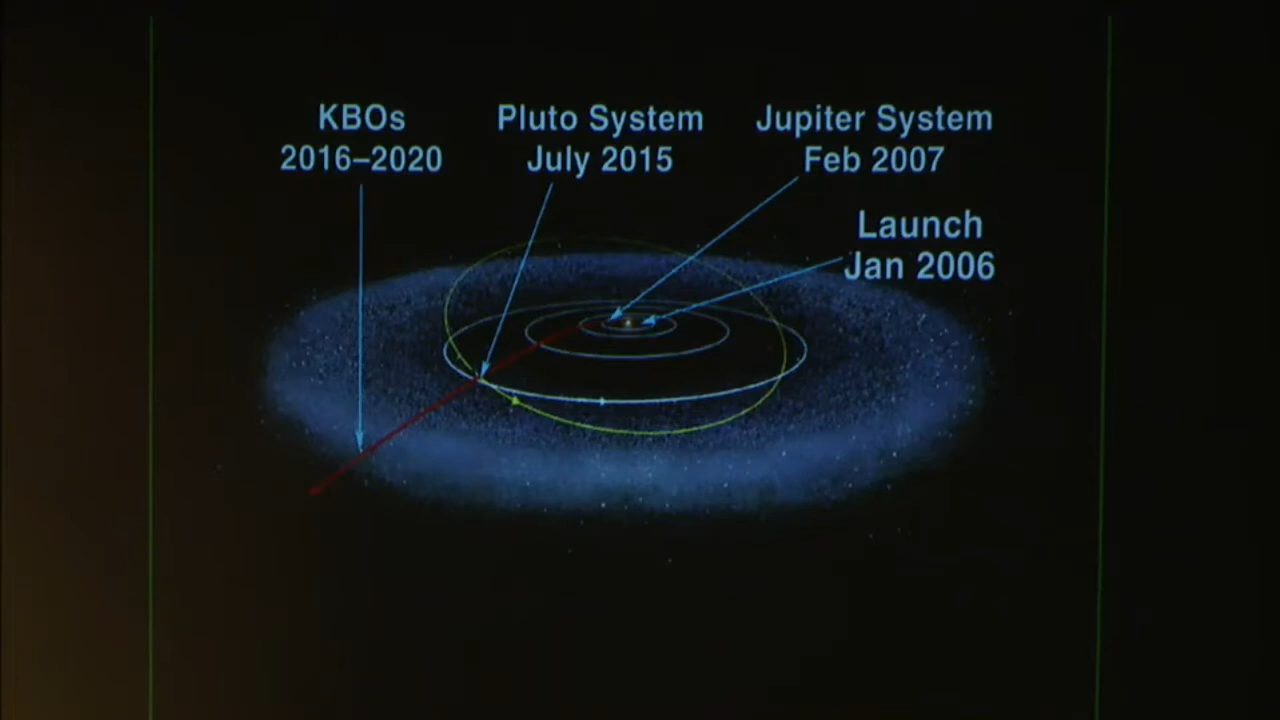 KBOs
2016–2020
Pluto System
July 2015
Jupiter System
Feb 2007
Launch
Jan 2006